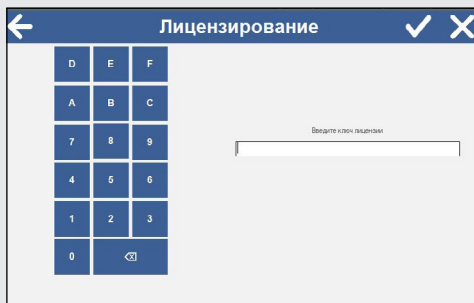 Лицензирование
D E F
A B C
7 8 9
Введите ключ лицензии
4 5 6
1 2 3
0